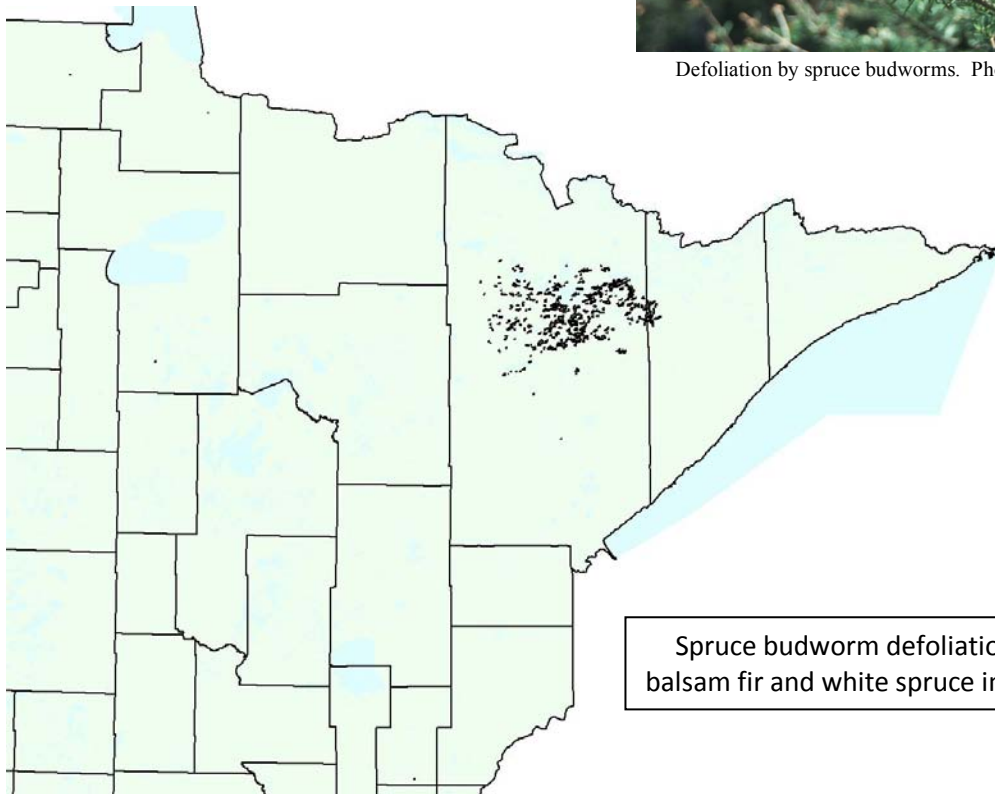 Defoliation by spruce budworms. Ph
Spruce budworm defoliatio
balsam fir and white spruce i